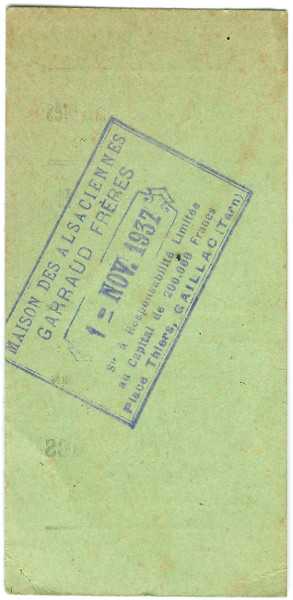 MAISON DES ALSACIENNES
GARRAUD FRÈRES
1 = NOV. 1937
Sté à Responsabilité Limitée
au Capital de 200.000 Francs
Place Thiers, GAILLAC (Tarn)